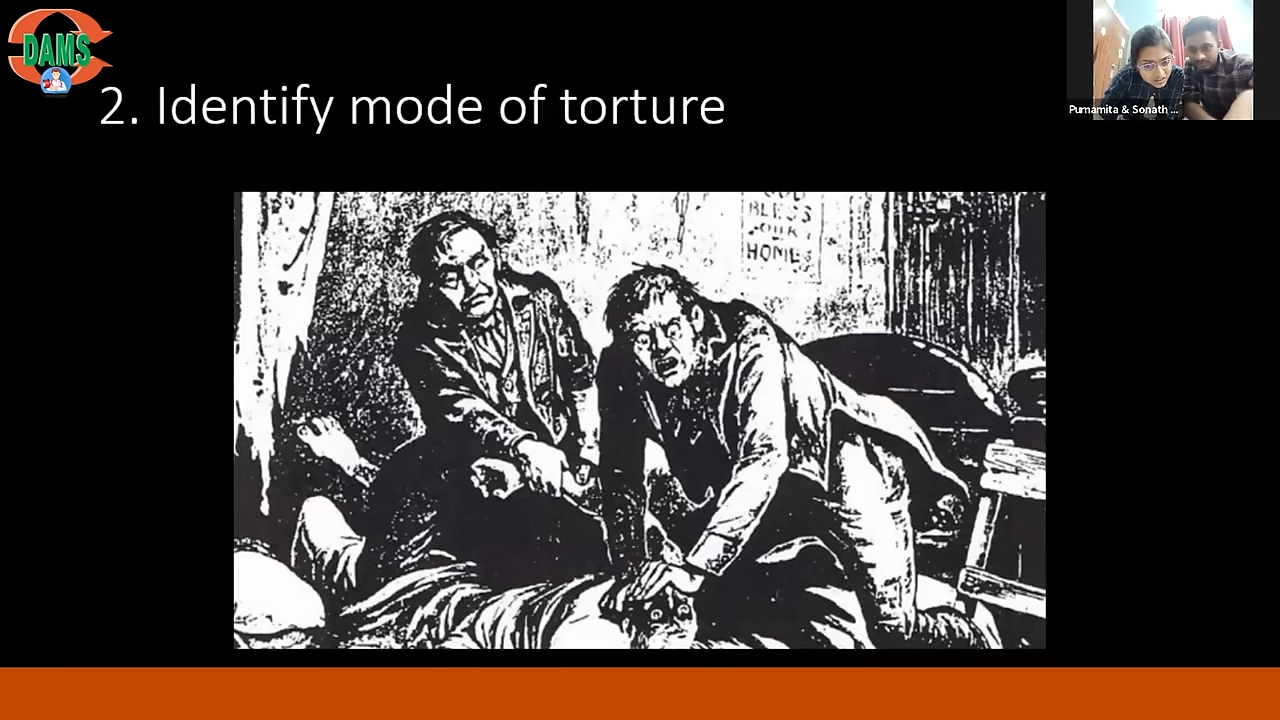 DAMS
2. Identify mode of torture
Purnamita & Sonath ...
BLESS
OUR
HOME